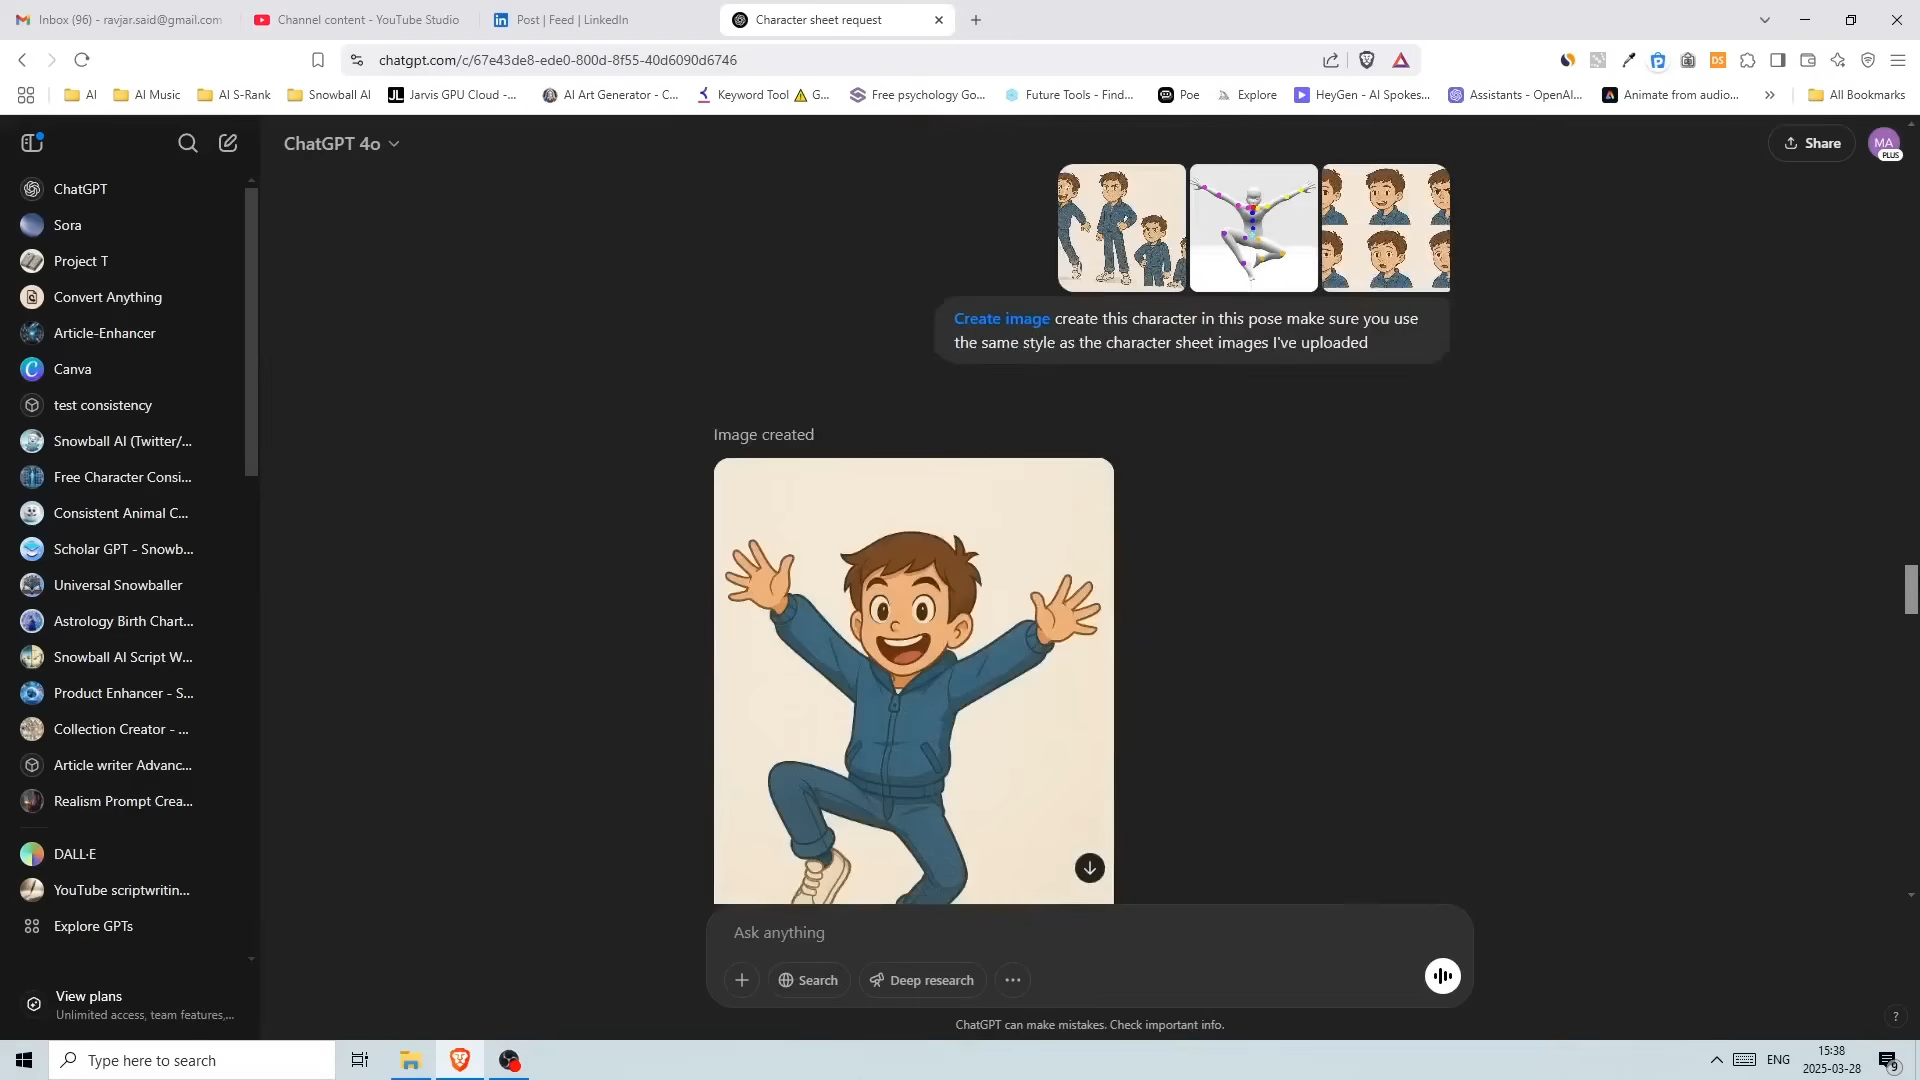 Inbox (96) - ravjar.said@gmail.com
Channel content - YouTube Studio
Post | Feed | LinkedIn
Character sheet request
chatgpt.com/c/67e43de8-ede0-800d-8f55-40d6090d6746
AI
AI Music
AI S-Rank
Snowball AI
Jarvis GPU Cloud -...
AI Art Generator - C...
Keyword Tool ⚠ G...
Free psychology Go...
Future Tools - Find...
Poe
Explore
HeyGen - AI Spokes...
Assistants - OpenAI...
Animate from audio...
All Bookmarks
ChatGPT
Sora
Project T
Convert Anything
Article-Enhancer
Canva
test consistency
Snowball AI (Twitter/...
Free Character Consi...
Consistent Animal C...
Scholar GPT - Snowb...
Universal Snowballer
Astrology Birth Chart...
Snowball AI Script W...
Product Enhancer - S...
Collection Creator - ...
Article writer Advanc...
Realism Prompt Crea...
DALL·E
YouTube scriptwritin...
Explore GPTs
View plans
Unlimited access, team features,...
ChatGPT 4o
Share
MA
PLUS
Create image create this character in this pose make sure you use
the same style as the character sheet images I've uploaded
Image created
Ask anything
Search
Deep research
ChatGPT can make mistakes. Check important info.
?
Type here to search
ENG
15:38
2025-03-28
9
JL
DS